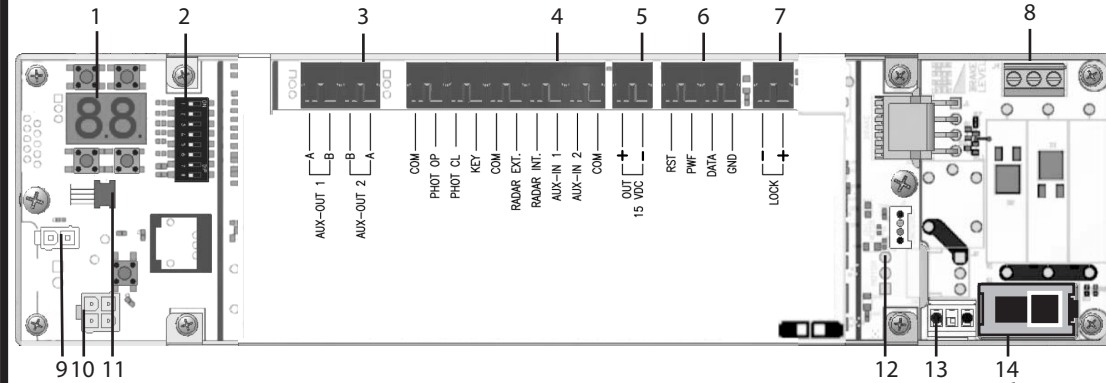 1 2 3 4 5 6 7 8
88
BRAKE
LEVEL
A
B
AUX-OUT 1
B
A
AUX-OUT 2
COM
PHOT OP
PHOT CL
KEY
COM
RADAR EXT.
RADAR INT.
AUX-IN 1
AUX-IN 2
COM
+
-
OUT
15 VDC
RST
PWF
DATA
GND
-
+
LOCK
9 10 11 12 13 14